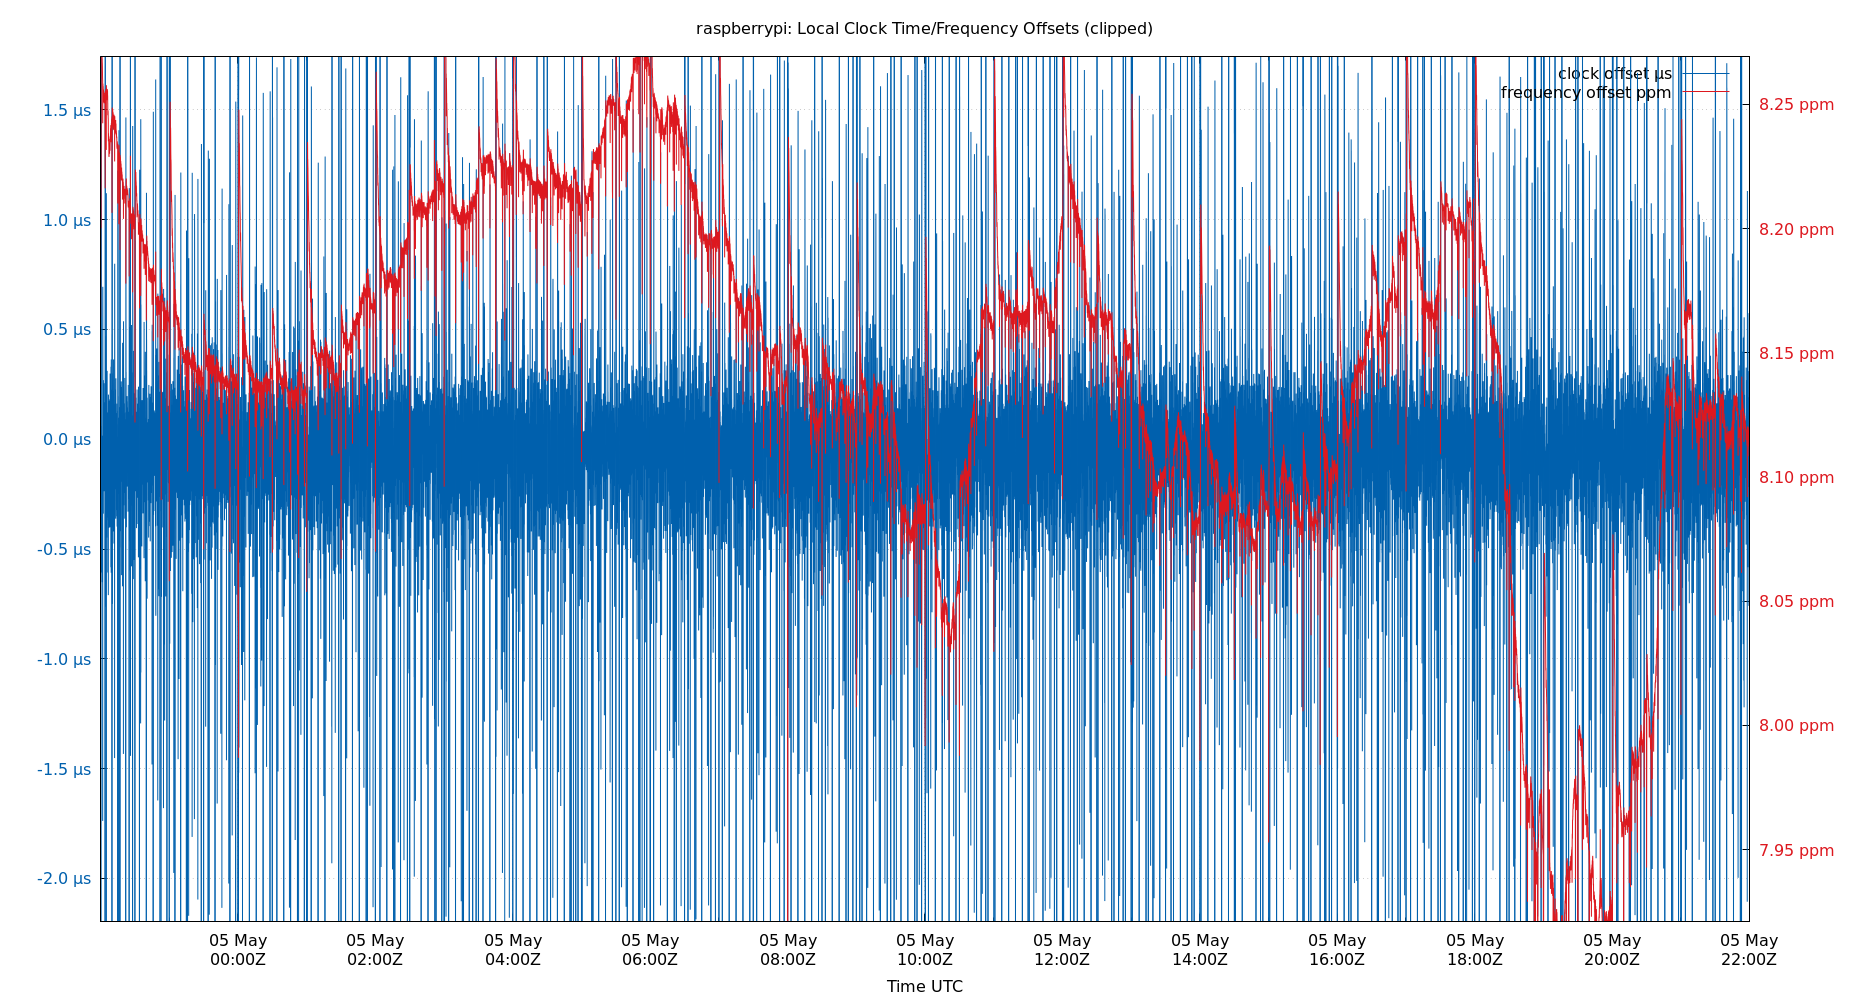 raspberrypi: Local Clock Time/Frequency Offsets (clipped)
clock offset µs
frequency offset ppm
1.5 µs
1.0 µs
0.5 µs
0.0 µs
-0.5 µs
-1.0 µs
-1.5 µs
-2.0 µs
8.25 ppm
8.20 ppm
8.15 ppm
8.10 ppm
8.05 ppm
8.00 ppm
7.95 ppm
05 May 05 May 05 May 05 May 05 May 05 May 05 May 05 May 05 May 05 May 05 May 05 May
00:00Z 02:00Z 04:00Z 06:00Z 08:00Z 10:00Z 12:00Z 14:00Z 16:00Z 18:00Z 20:00Z 22:00Z
Time UTC